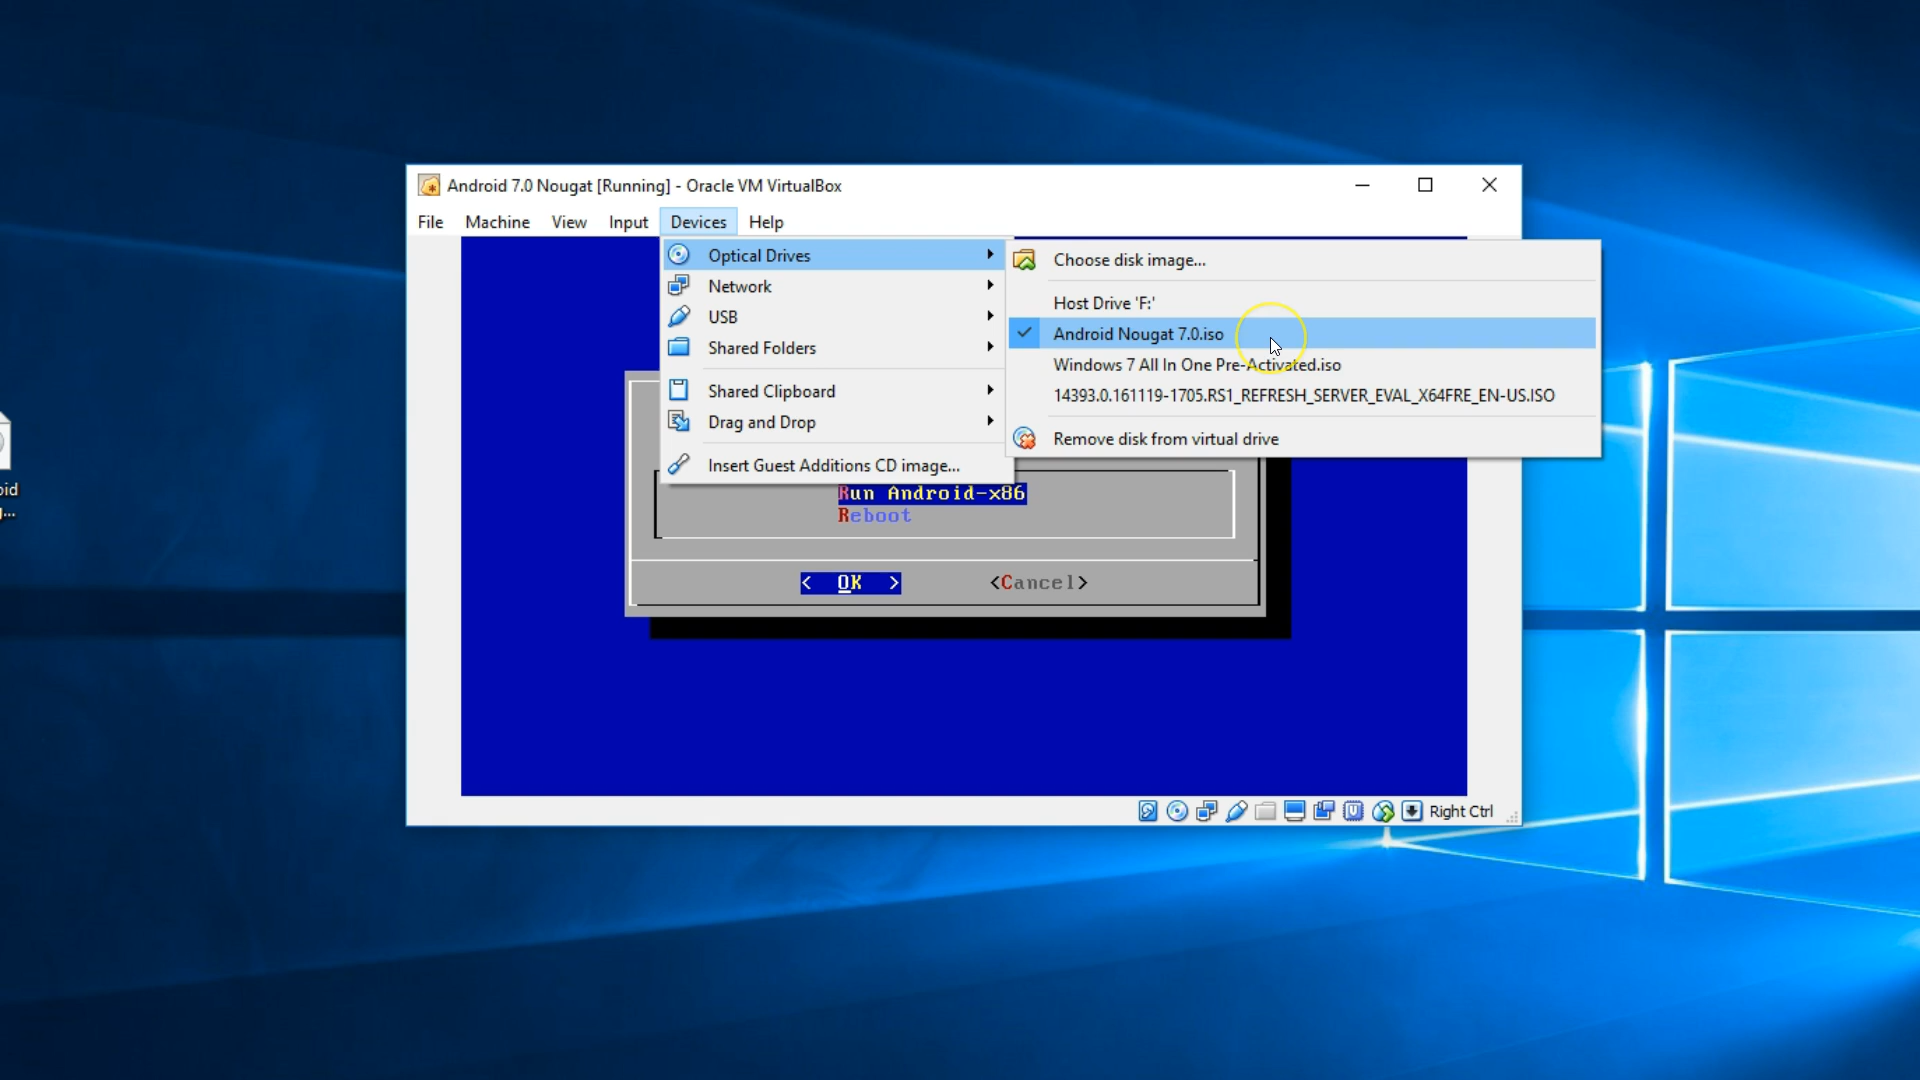 Android 7.0 Nougat [Running] - Oracle VM VirtualBox
File Machine View Input Devices Help
Optical Drives
Network
USB
Shared Folders
Shared Clipboard
Drag and Drop
Insert Guest Additions CD image...
Choose disk image...
Host Drive 'F:'
Android Nougat 7.0.iso
Windows 7 All In One Pre-Activated.iso
14393.0.161119-1705.RS1_REFRESH_SERVER_EVAL_X64FRE_EN-US.ISO
Remove disk from virtual drive
Run Android-x86
Reboot
< OK > <Cancel>
Right Ctrl